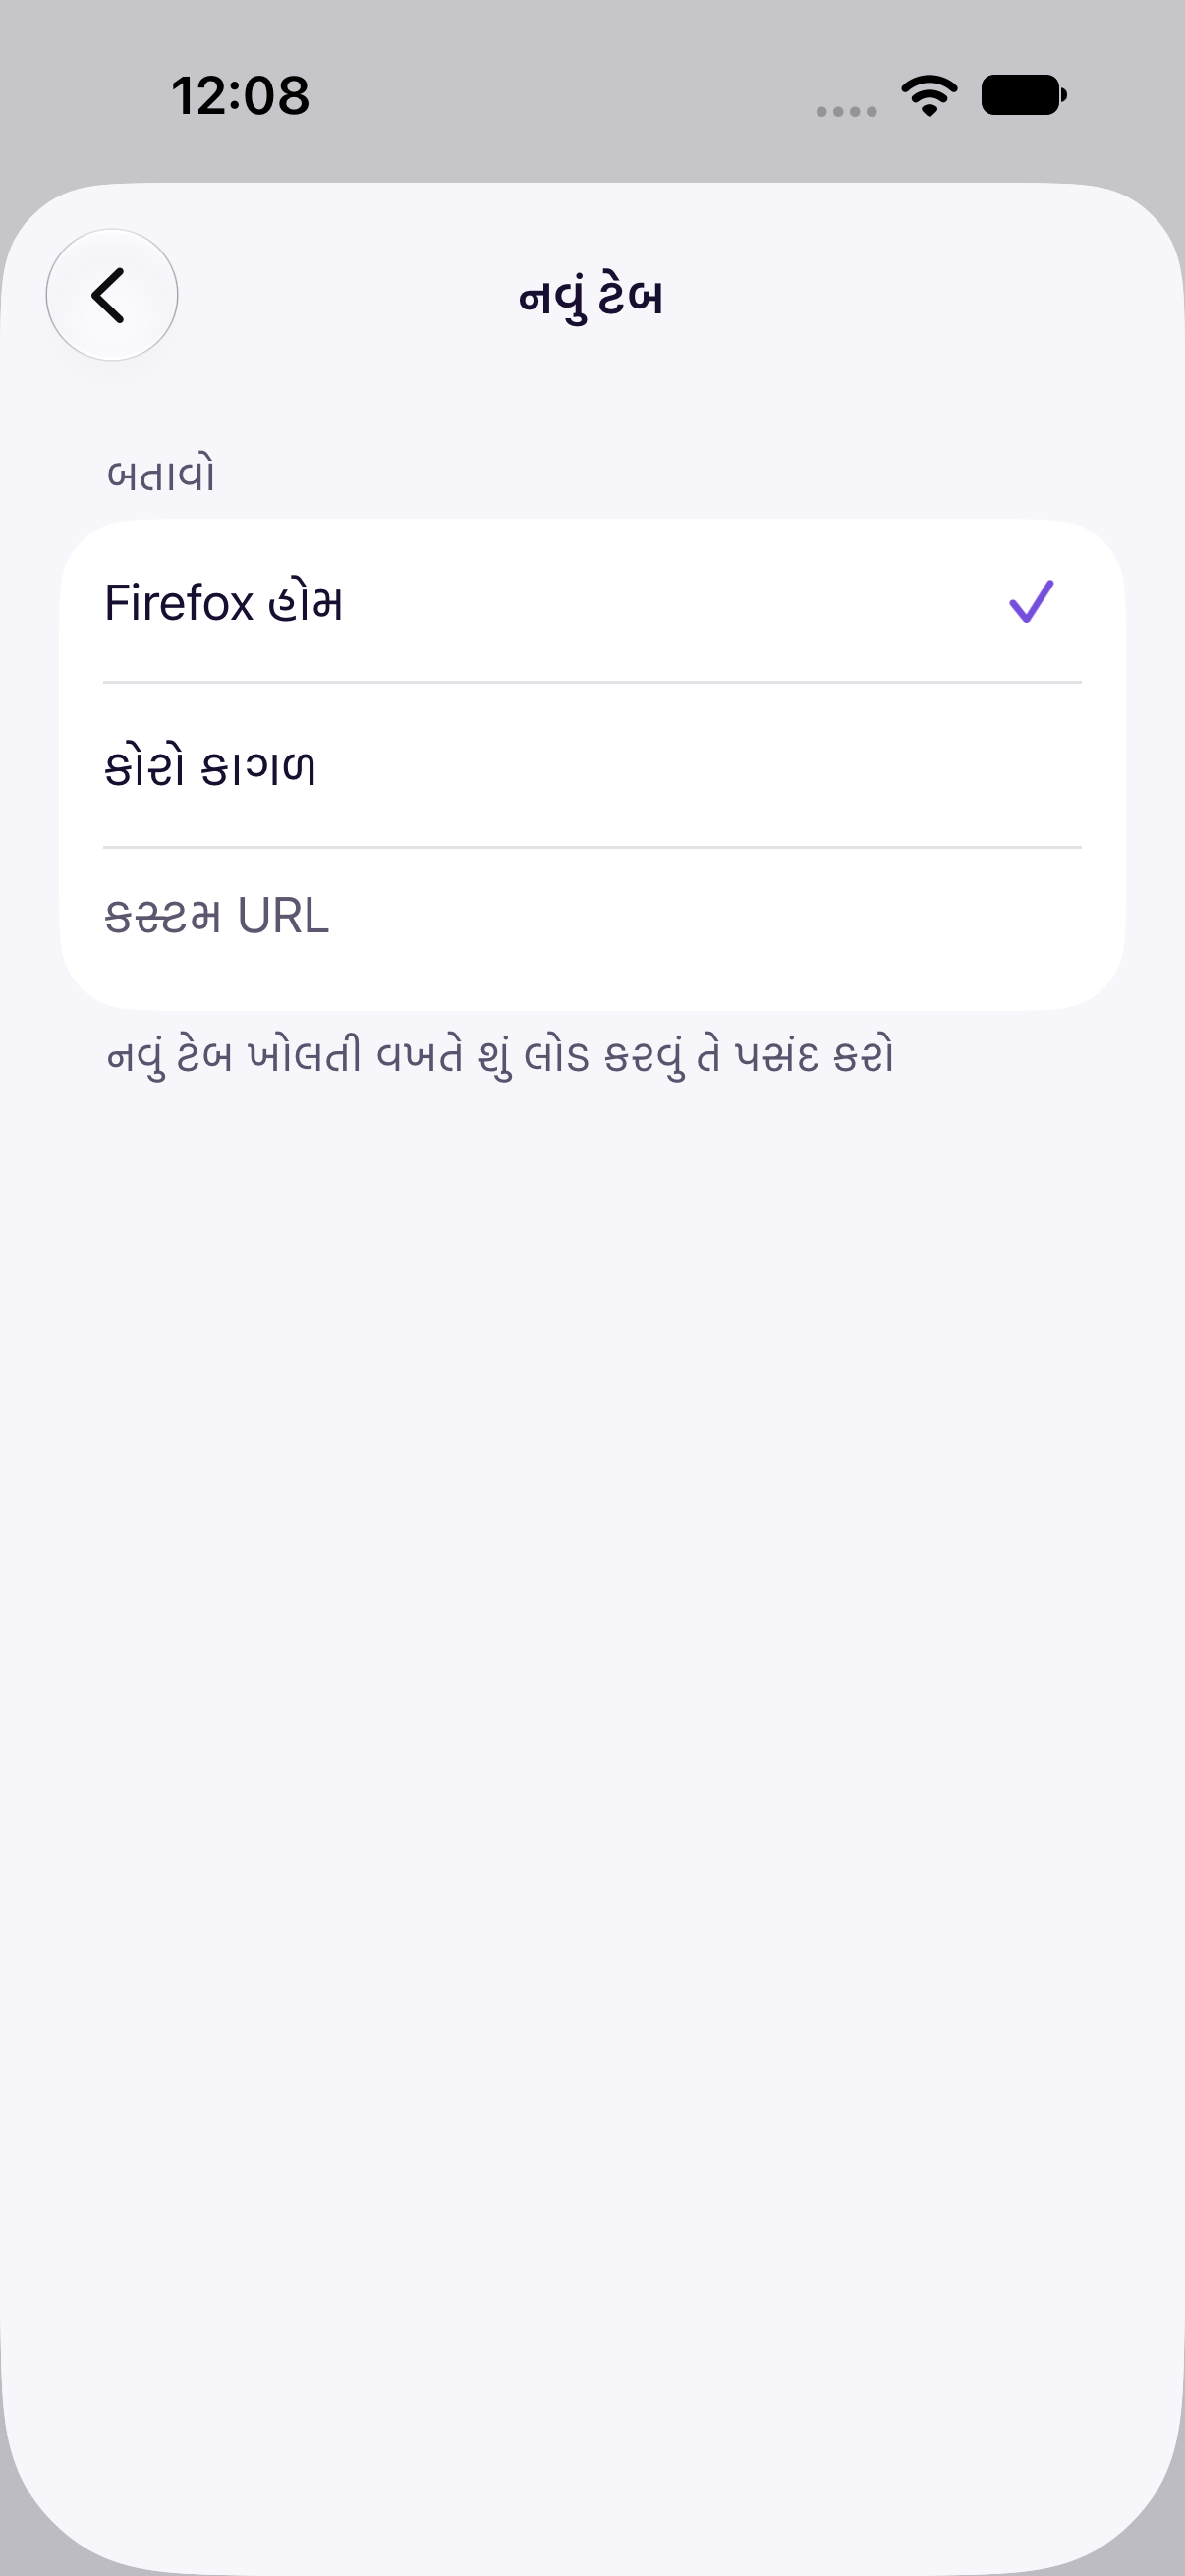 12:08
નવું ટેબ
બતાવો
Firefox હોમ
કોરો કાગળ
કસ્ટમ URL
નવું ટેબ ખોલતી વખતે શું લોડ કરવું તે પસંદ કરો